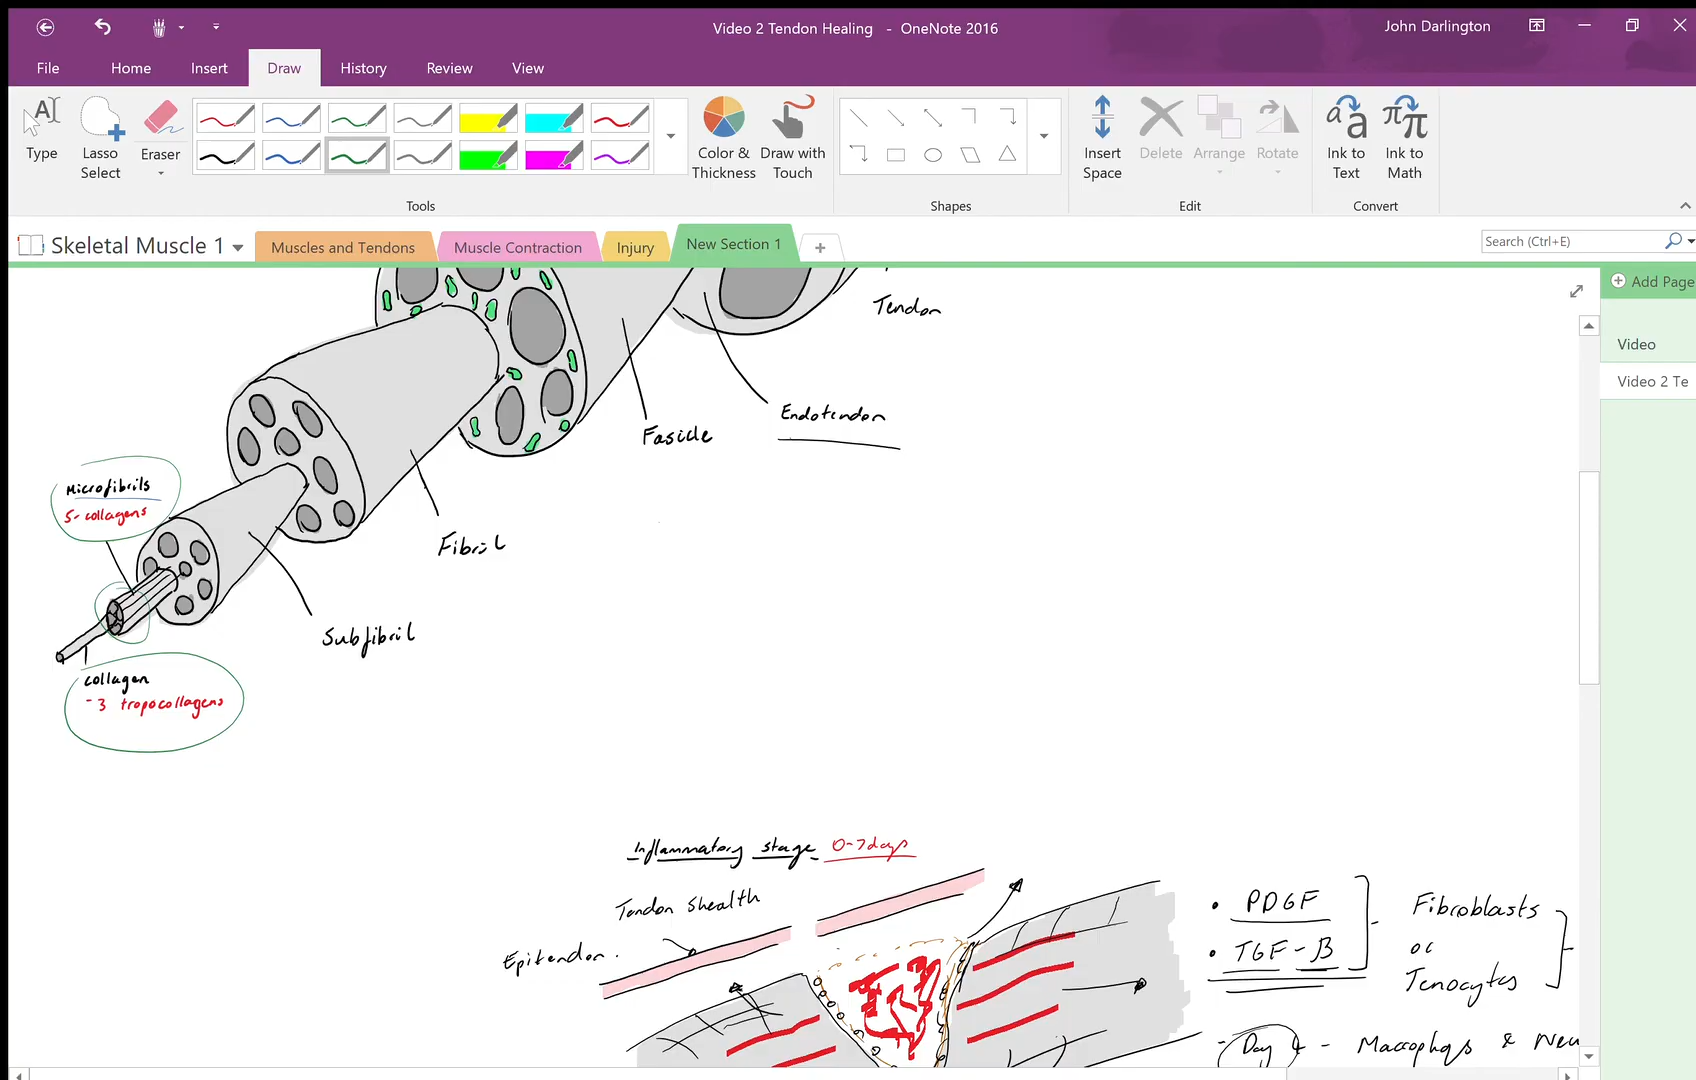 Video 2 Tendon Healing - OneNote 2016
John Darlington
File Home Insert Draw History Review View
Type
Lasso Select
Eraser
Color & Thickness
Draw with Touch
Insert Space
Delete
Arrange
Rotate
Ink to Text
Ink to Math
Tools
Shapes
Edit
Convert
Skeletal Muscle 1
Muscles and Tendons
Muscle Contraction
Injury
New Section 1
Search (Ctrl+E)
Add Page
Video
Video 2 Te
Tendon
Endotendon
Fasicle
Microfibrils
5-collagens
Fibril
Subfibril
collagen
- 3 tropocollagens
Inflammatory stage 0-7days
Tendon Shealth
Epitendon.
• PDGF
• TGF-β
Fibroblasts
or
Tenocytes
- Day 4 - Macrophgs & Neu